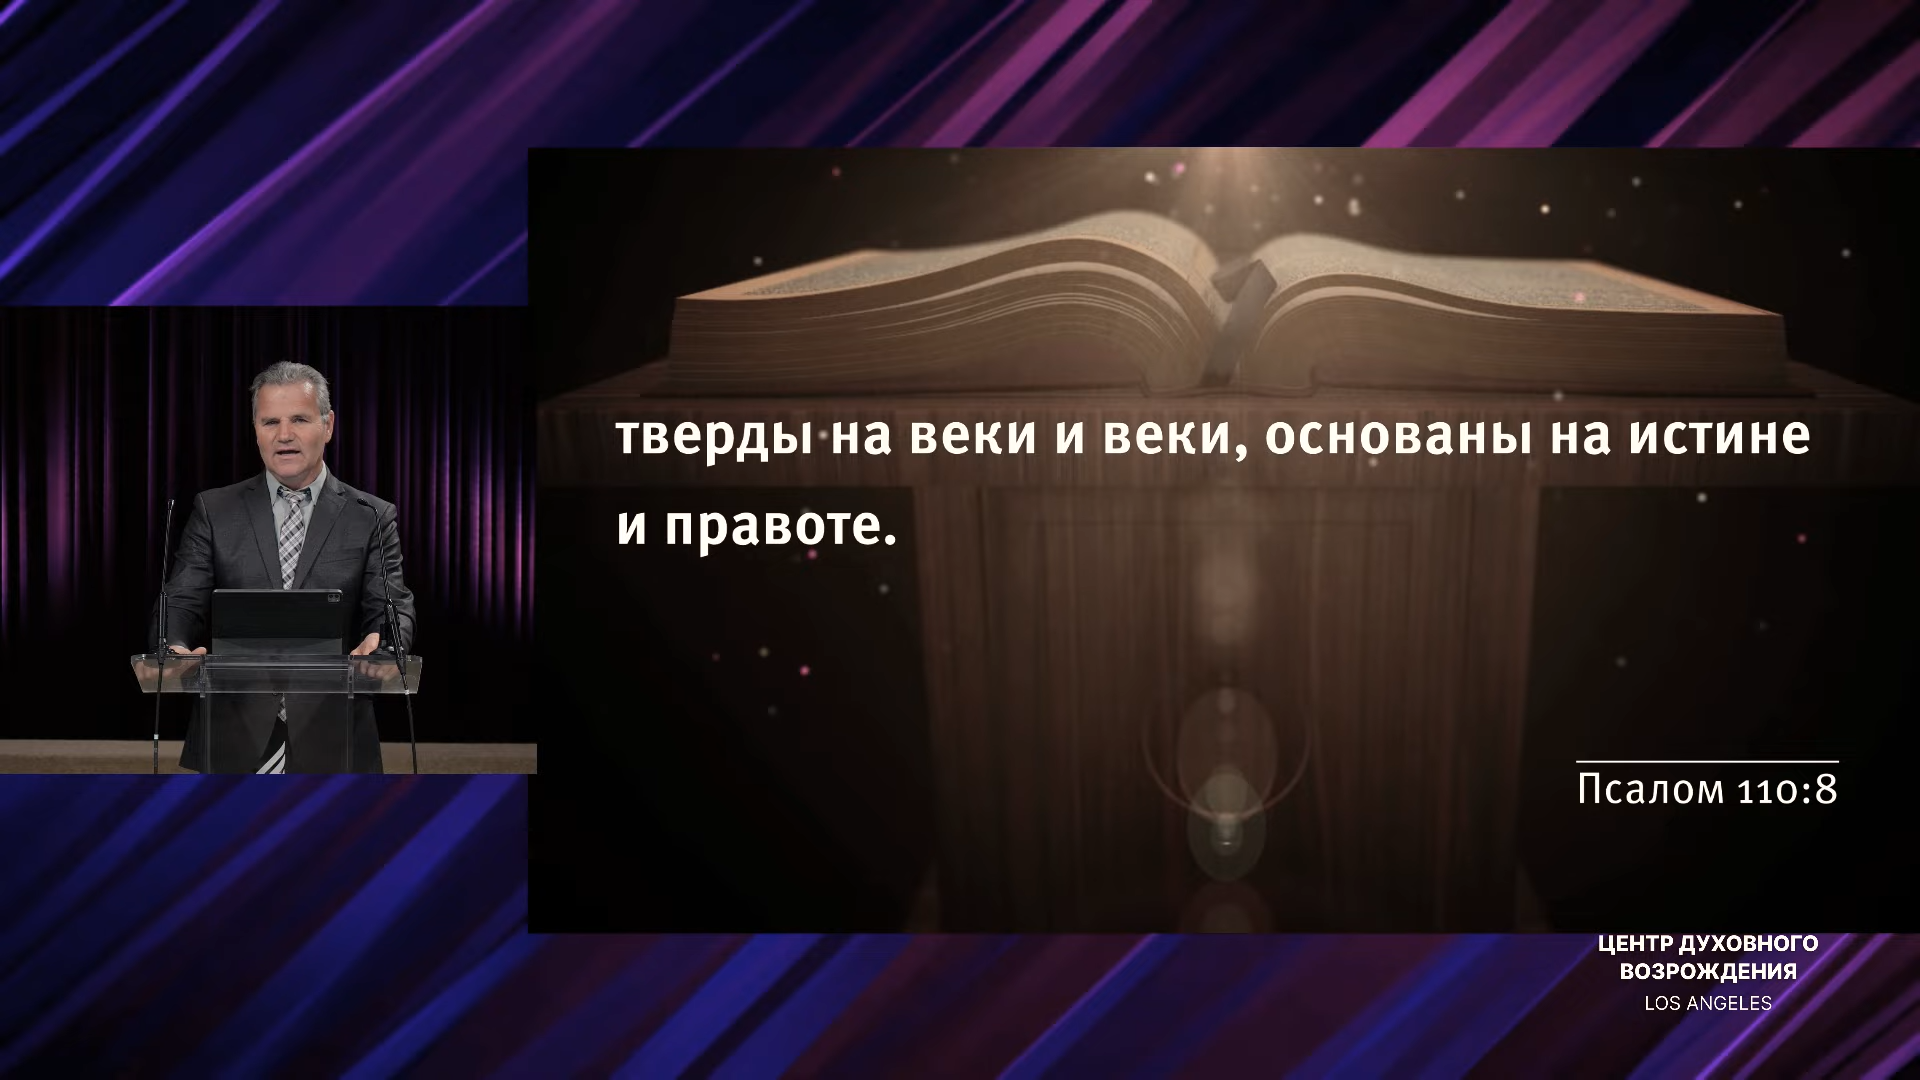 тверды на веки и веки, основаны на истине
и правоте.
Псалом 110:8
ЦЕНТР ДУХОВНОГО
ВОЗРОЖДЕНИЯ
LOS ANGELES